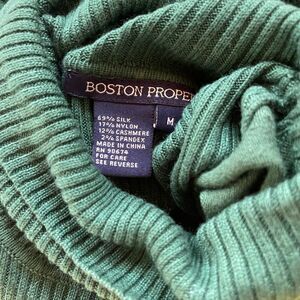 BOSTON PROPE
M
69% SILK
17% NYLON
12% CASHMERE
2% SPANDEX
MADE IN CHINA
RN 90674
FOR CARE
SEE REVERSE